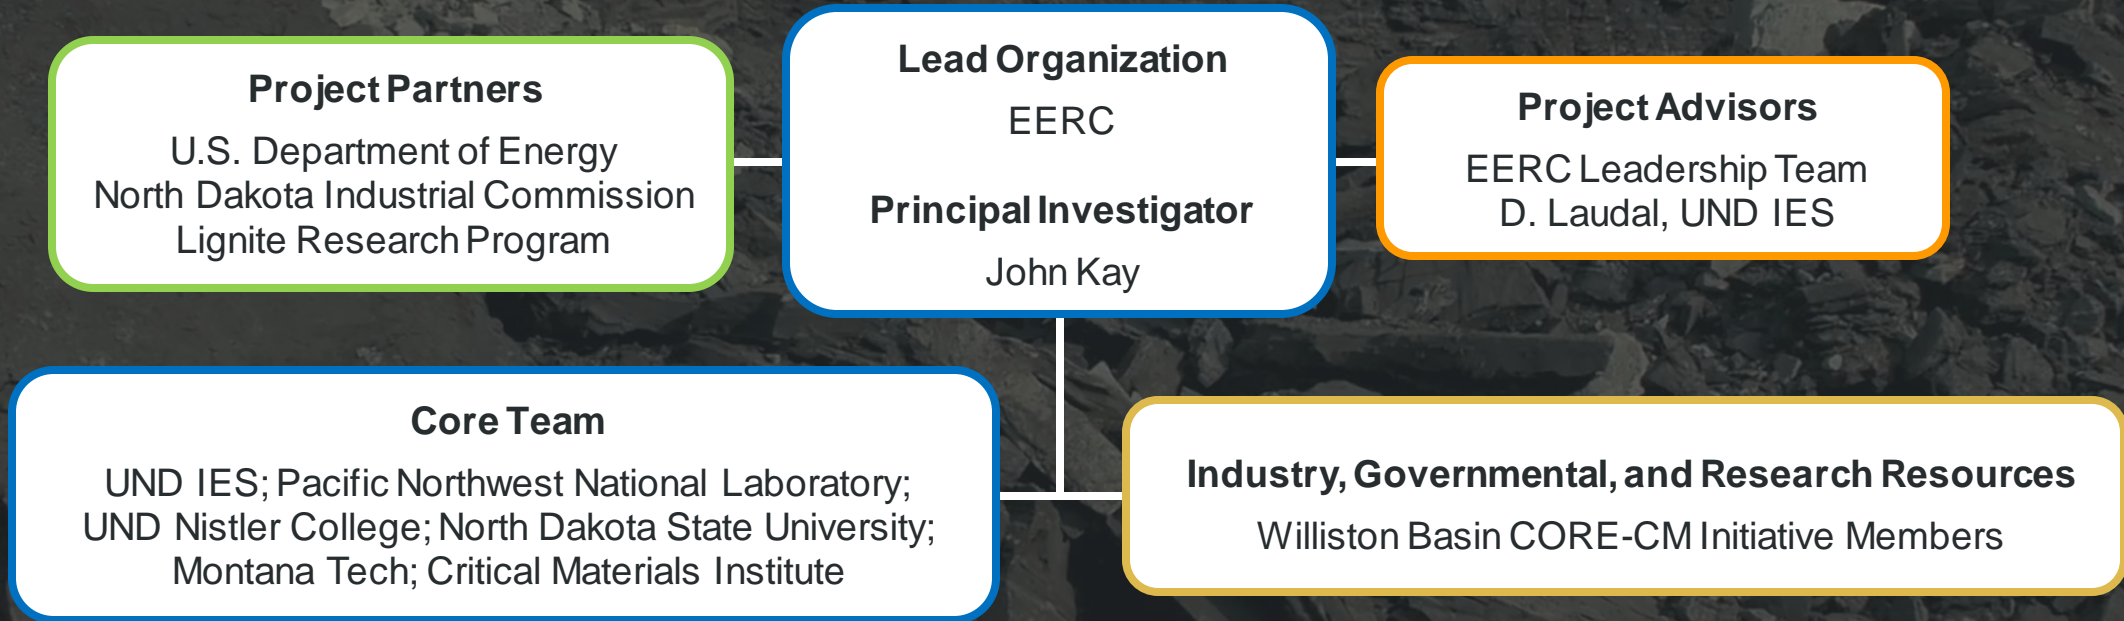 Project Partners
U.S. Department of Energy
North Dakota Industrial Commission
Lignite Research Program
Lead Organization
EERC
Principal Investigator
John Kay
Project Advisors
EERC Leadership Team
D. Laudal, UND IES
Core Team
UND IES; Pacific Northwest National Laboratory;
UND Nistler College; North Dakota State University;
Montana Tech; Critical Materials Institute
Industry, Governmental, and Research Resources
Williston Basin CORE-CM Initiative Members